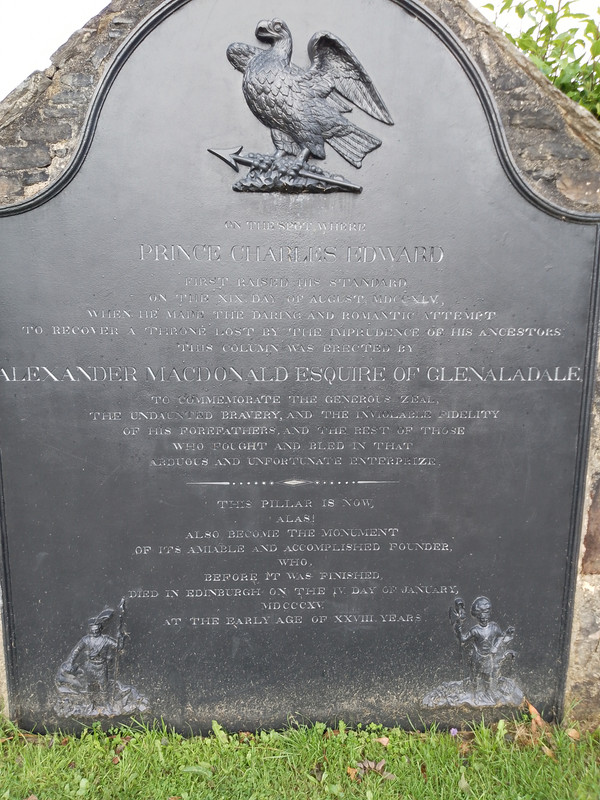 ON THE SPOT, WHERE
PRINCE CHARLES EDWARD
FIRST RAISED HIS STANDARD,
ON THE XIX DAY OF AUGUST, MDCCXLV,
WHEN HE MADE THE DARING AND ROMANTIC ATTEMPT
TO RECOVER A THRONE LOST BY THE IMPRUDENCE OF HIS ANCESTORS
THIS COLUMN WAS ERECTED BY
ALEXANDER MACDONALD ESQUIRE OF GLENALADALE,
TO COMMEMORATE THE GENEROUS ZEAL,
THE UNDAUNTED BRAVERY, AND THE INVIOLABLE FIDELITY
OF HIS FOREFATHERS, AND THE REST OF THOSE
WHO FOUGHT AND BLED IN THAT
ARDUOUS AND UNFORTUNATE ENTERPRIZE.
THIS PILLAR IS NOW,
ALAS!
ALSO BECOME THE MONUMENT
OF ITS AMIABLE AND ACCOMPLISHED FOUNDER,
WHO,
BEFORE IT WAS FINISHED,
DIED IN EDINBURGH ON THE IV. DAY OF JANUARY,
MDCCCXV
AT THE EARLY AGE OF XXVIII. YEARS